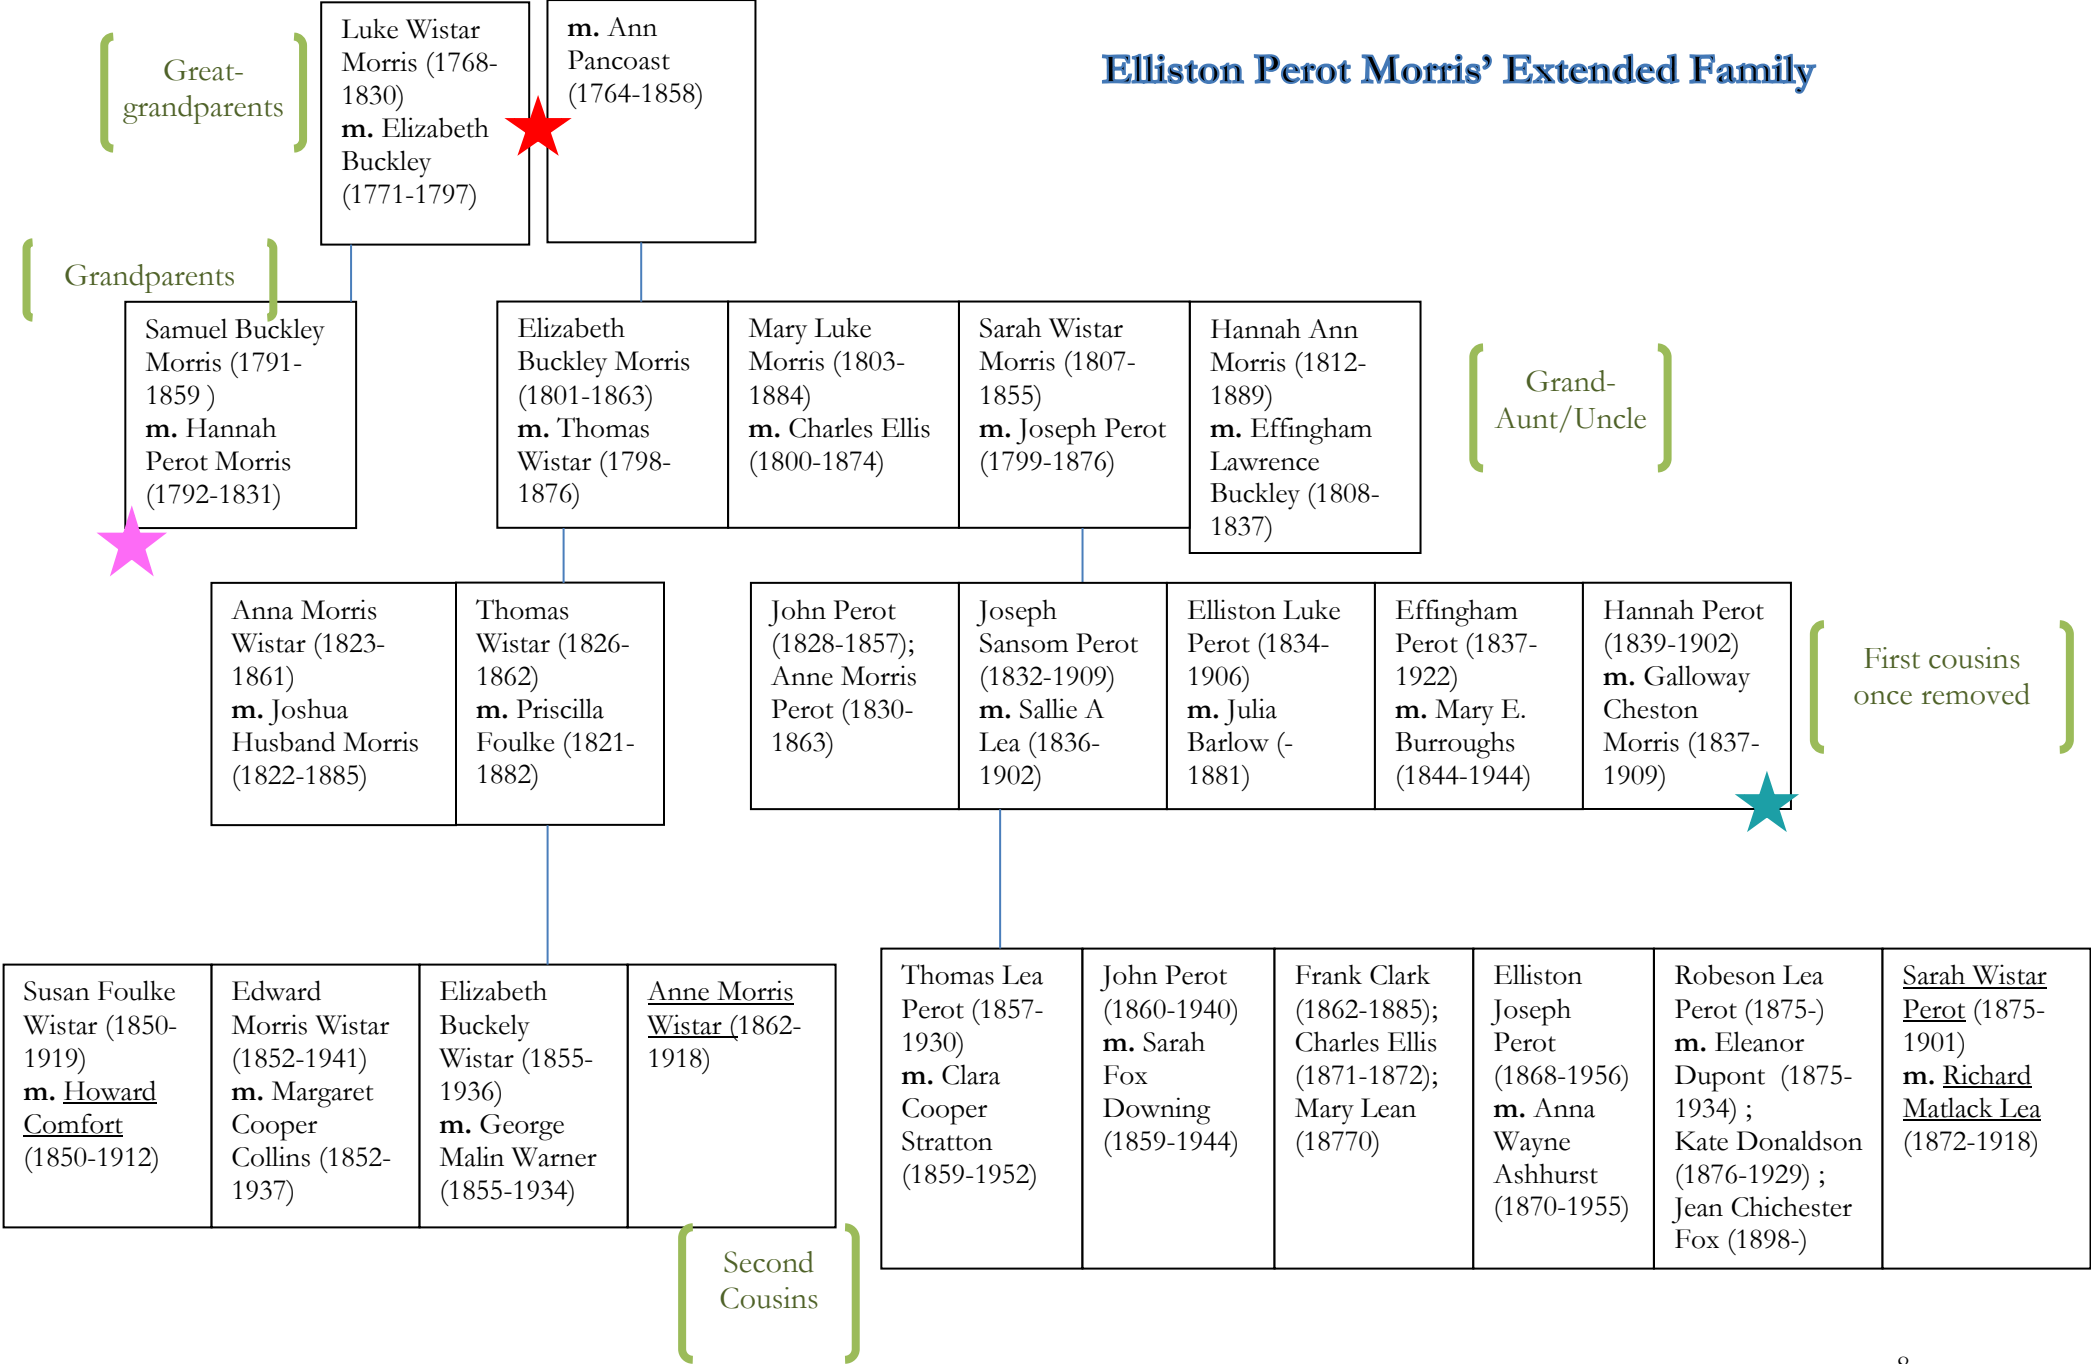 Elliston Perot Morris’ Extended Family
Great-
grandparents
Luke Wistar
Morris (1768-
1830)
m. Elizabeth
Buckley
(1771-1797)
m. Ann
Pancoast
(1764-1858)
Grandparents
Samuel Buckley
Morris (1791-
1859 )
m. Hannah
Perot Morris
(1792-1831)
Elizabeth
Buckley Morris
(1801-1863)
m. Thomas
Wistar (1798-
1876)
Mary Luke
Morris (1803-
1884)
m. Charles Ellis
(1800-1874)
Sarah Wistar
Morris (1807-
1855)
m. Joseph Perot
(1799-1876)
Hannah Ann
Morris (1812-
1889)
m. Effingham
Lawrence
Buckley (1808-
1837)
Grand-
Aunt/Uncle
Anna Morris
Wistar (1823-
1861)
m. Joshua
Husband Morris
(1822-1885)
Thomas
Wistar (1826-
1862)
m. Priscilla
Foulke (1821-
1882)
John Perot
(1828-1857);
Anne Morris
Perot (1830-
1863)
Joseph
Sansom Perot
(1832-1909)
m. Sallie A
Lea (1836-
1902)
Elliston Luke
Perot (1834-
1906)
m. Julia
Barlow (-
1881)
Effingham
Perot (1837-
1922)
m. Mary E.
Burroughs
(1844-1944)
Hannah Perot
(1839-1902)
m. Galloway
Cheston
Morris (1837-
1909)
First cousins
once removed
Susan Foulke
Wistar (1850-
1919)
m. Howard
Comfort
(1850-1912)
Edward
Morris Wistar
(1852-1941)
m. Margaret
Cooper
Collins (1852-
1937)
Elizabeth
Buckely
Wistar (1855-
1936)
m. George
Malin Warner
(1855-1934)
Anne Morris
Wistar (1862-
1918)
Thomas Lea
Perot (1857-
1930)
m. Clara
Cooper
Stratton
(1859-1952)
John Perot
(1860-1940)
m. Sarah
Fox
Downing
(1859-1944)
Frank Clark
(1862-1885);
Charles Ellis
(1871-1872);
Mary Lean
(18770)
Elliston
Joseph
Perot
(1868-1956)
m. Anna
Wayne
Ashhurst
(1870-1955)
Robeson Lea
Perot (1875-)
m. Eleanor
Dupont (1875-
1934) ;
Kate Donaldson
(1876-1929) ;
Jean Chichester
Fox (1898-)
Sarah Wistar
Perot (1875-
1901)
m. Richard
Matlack Lea
(1872-1918)
Second
Cousins